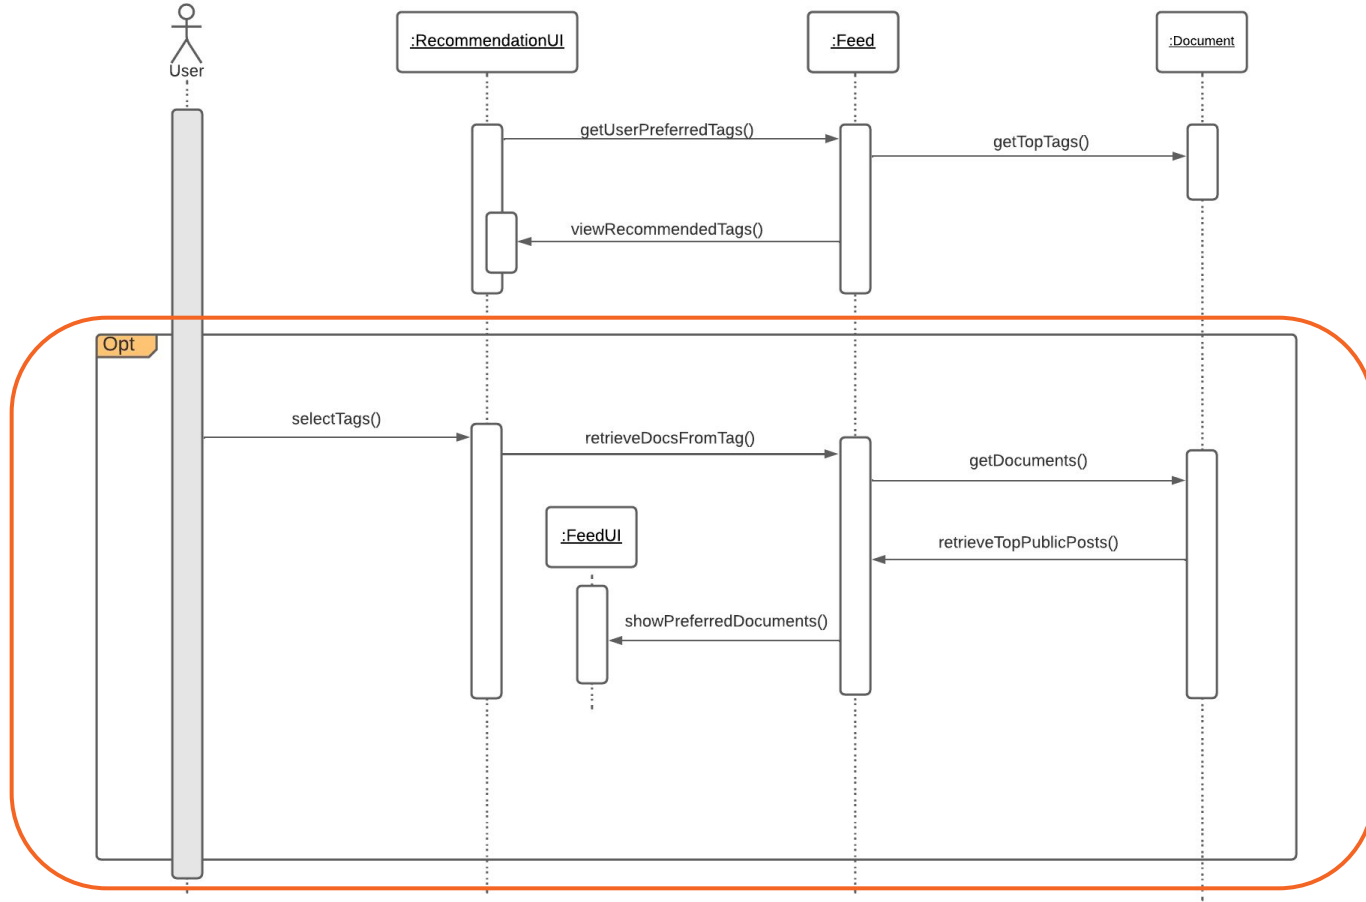 User
:RecommendationUI
:Feed
:Document
getUserPreferredTags()
getTopTags()
viewRecommendedTags()
Opt
selectTags()
retrieveDocsFromTag()
getDocuments()
:FeedUI
retrieveTopPublicPosts()
showPreferredDocuments()